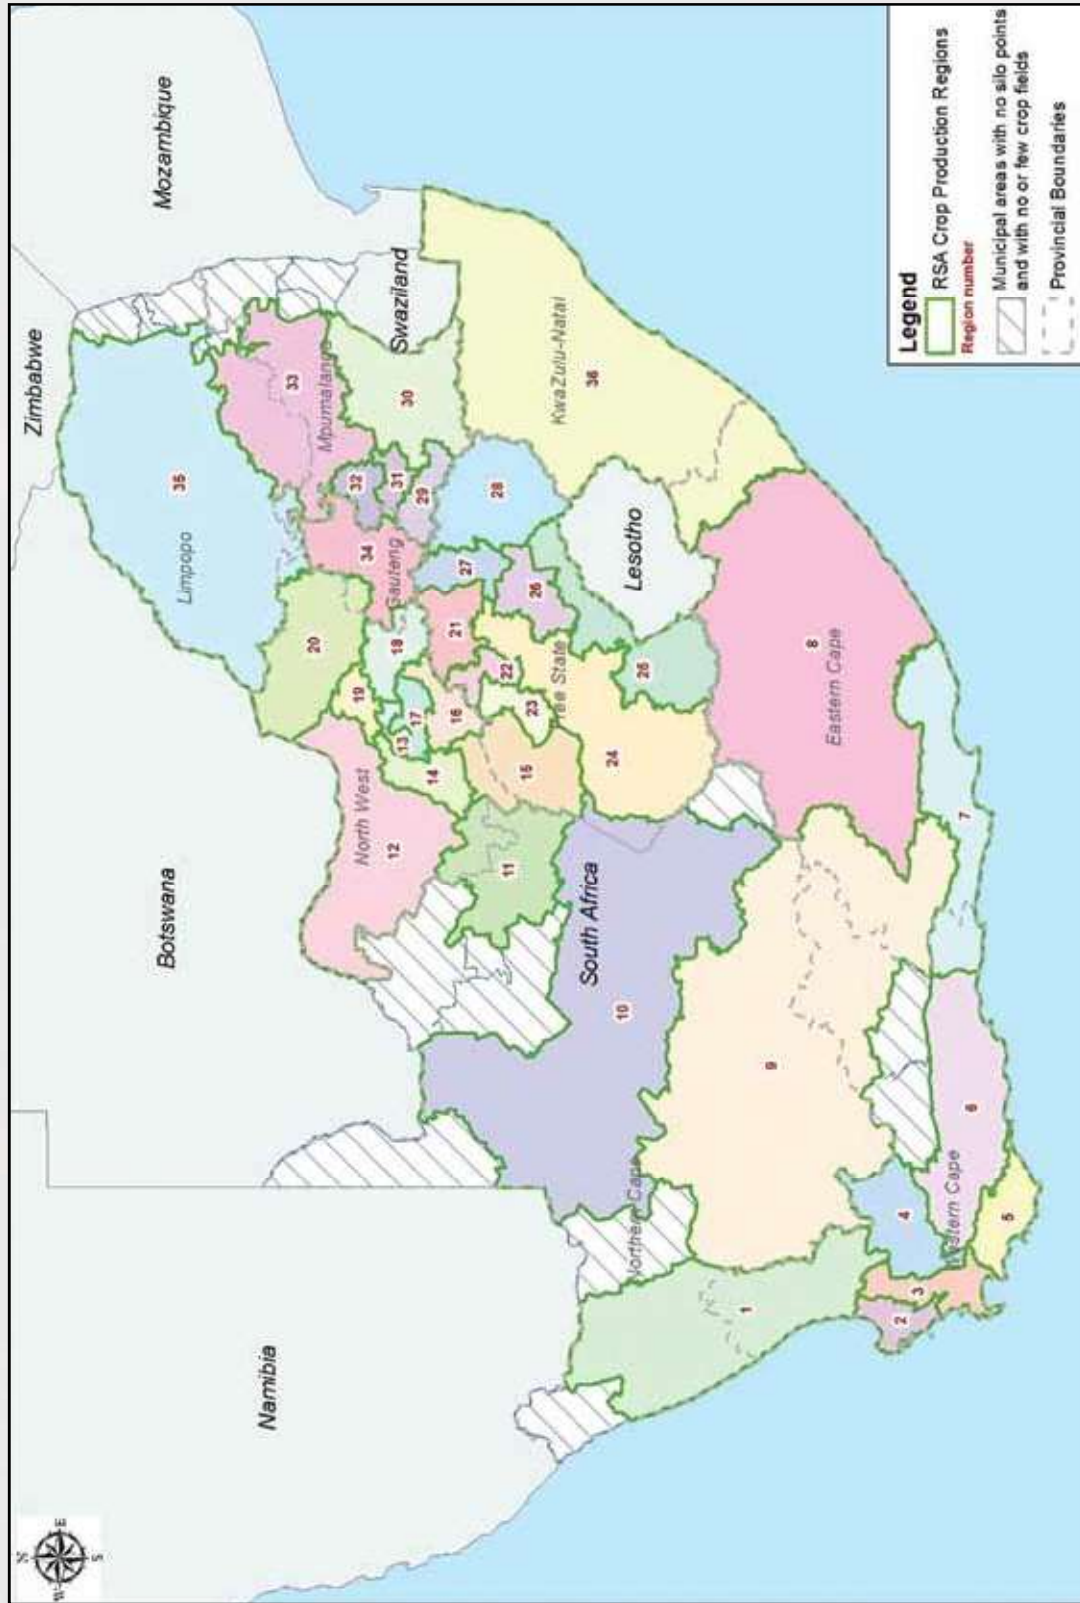 N
W E
S
Namibia
Botswana
Zimbabwe
Mozambique
Swaziland
Lesotho
South Africa
Limpopo
35
Mpumalanga
33
North West
12
20
19
18
34
Gauteng
32
31
30
29
13
17
14
16
21
27
28
KwaZulu-Natal
36
11
15
23
22
26
Free State
24
25
10
Northern Cape
1
9
8
Eastern Cape
7
2
3
4
Western Cape
6
5
Legend
RSA Crop Production Regions
Region number
Municipal areas with no silo points
and with no or few crop fields
Provincial Boundaries